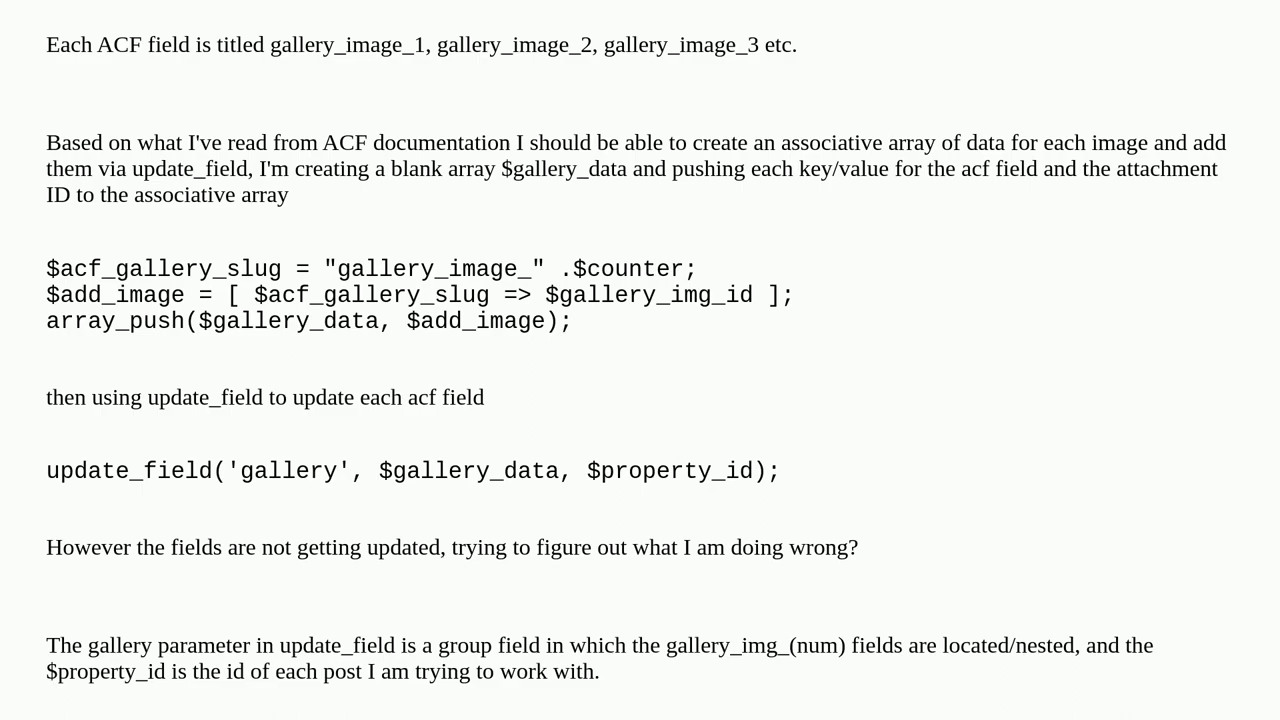 Each ACF field is titled gallery_image_1, gallery_image_2, gallery_image_3 etc.
Based on what I've read from ACF documentation I should be able to create an associative array of data for each image and add
them via update_field, I'm creating a blank array $gallery_data and pushing each key/value for the acf field and the attachment
ID to the associative array
$acf_gallery_slug = "gallery_image_" .$counter;
$add_image = [ $acf_gallery_slug => $gallery_img_id ];
array_push($gallery_data, $add_image);
then using update_field to update each acf field
update_field('gallery', $gallery_data, $property_id);
However the fields are not getting updated, trying to figure out what I am doing wrong?
The gallery parameter in update_field is a group field in which the gallery_img_(num) fields are located/nested, and the
$property_id is the id of each post I am trying to work with.